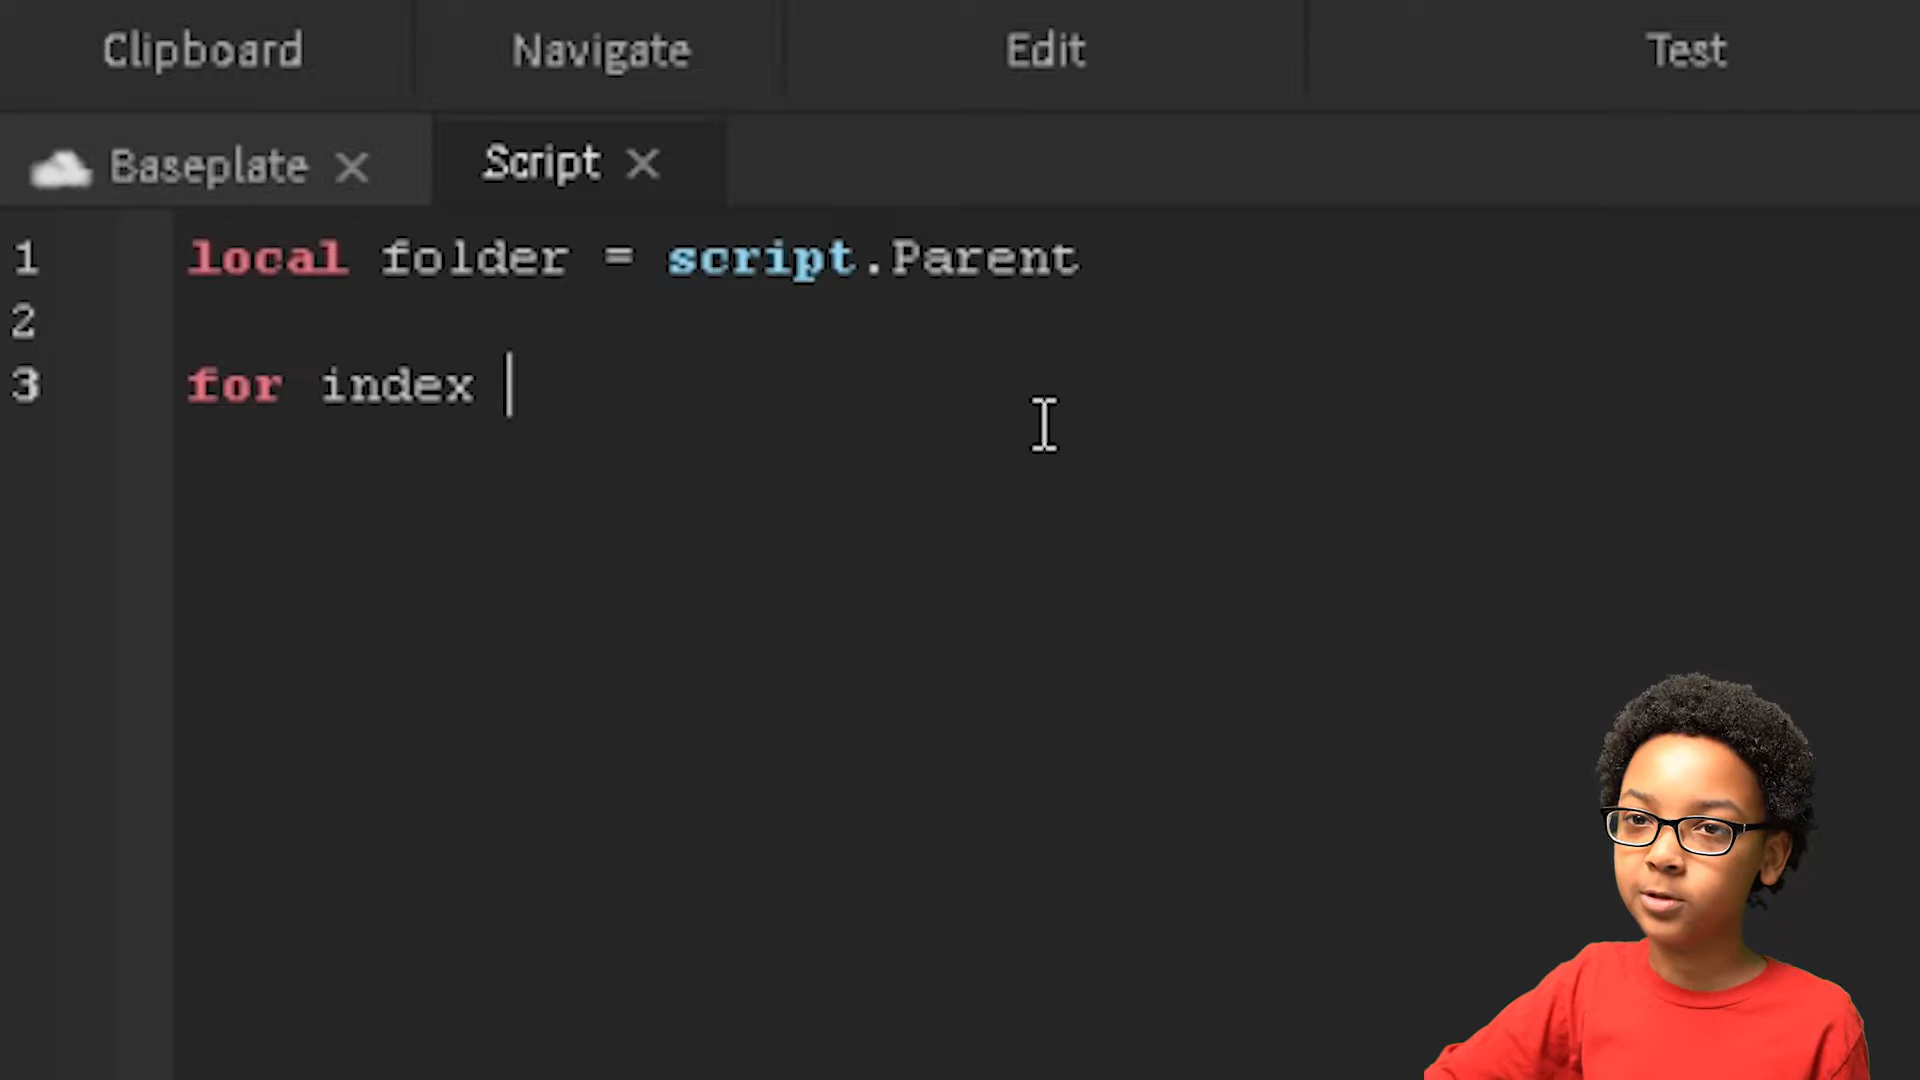 Clipboard Navigate Edit Test
Baseplate Script
1 local folder = script.Parent
2
3 for index